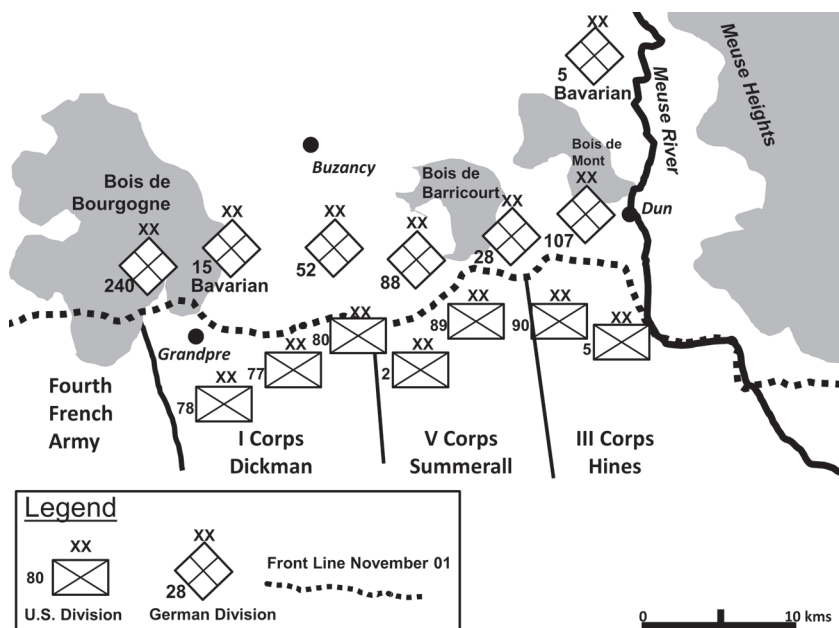 XX
5
Bavarian
Meuse River
Meuse Heights
Buzancy
Bois de
Mont
XX
107
Dun
Bois de
Barricourt
XX
28
Bois de
Bourgogne
XX
240
XX
15
Bavarian
XX
52
XX
88
Grandpre
XX
78
XX
77
XX
80
XX
2
XX
89
XX
90
XX
5
Fourth
French
Army
I Corps
Dickman
V Corps
Summerall
III Corps
Hines
Legend
XX
80
U.S. Division
XX
28
German Division
Front Line November 01
0
10 kms